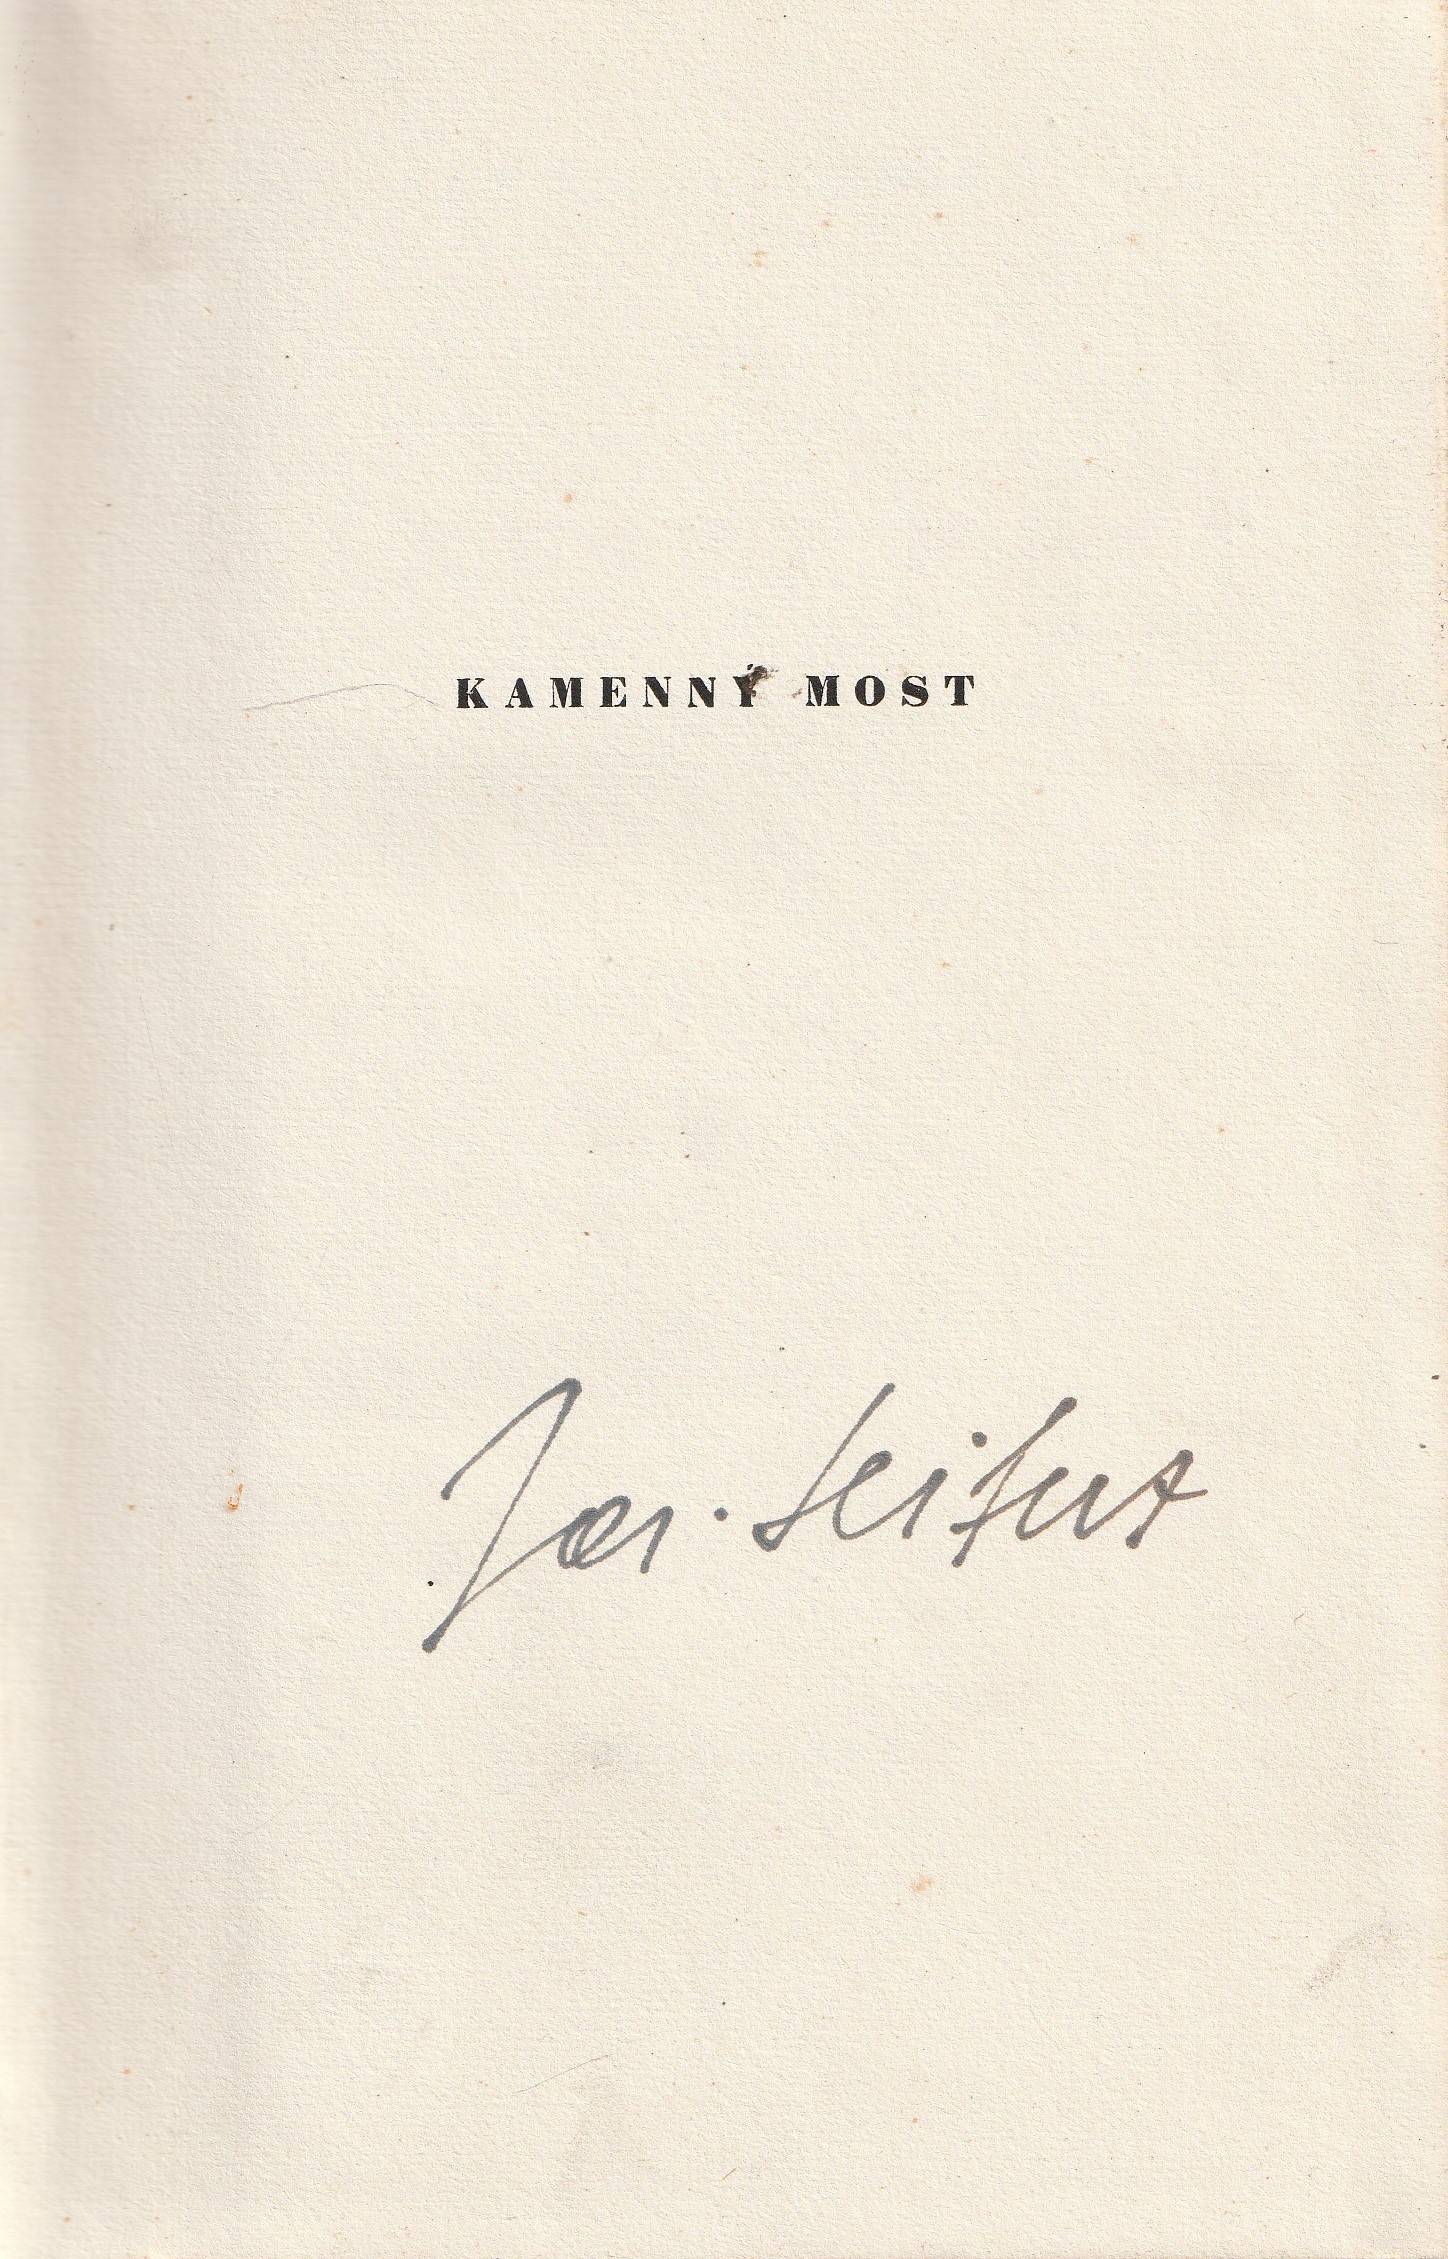 KAMENNÝ MOST
Jar. Seifert